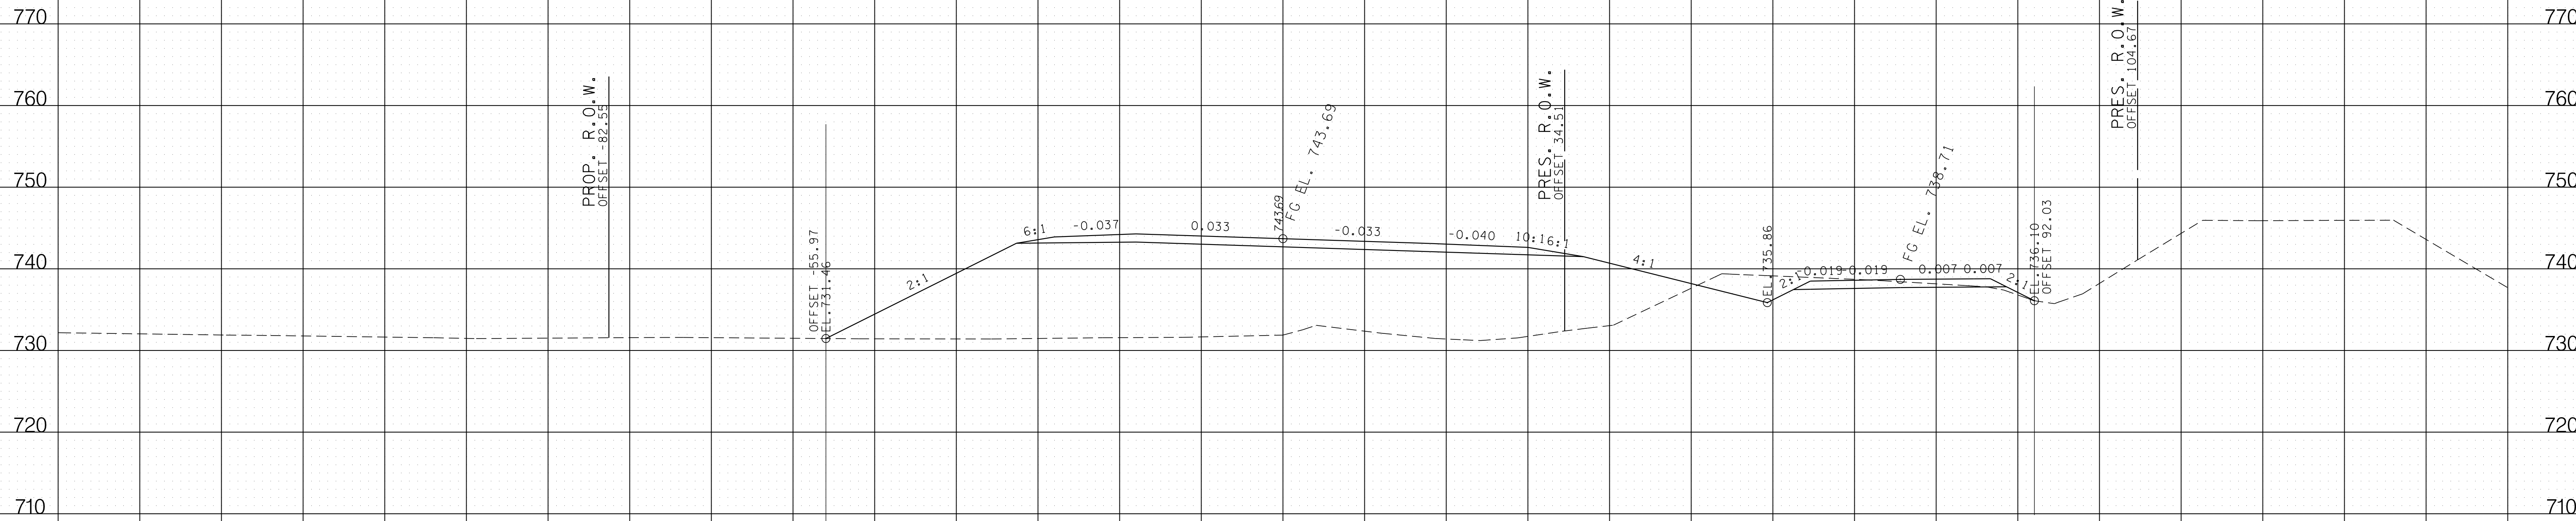 770
770
760
760
750
750
740
740
730
730
720
720
710
710
PROP. R.O.W.
OFFSET -82.55
OFFSET -55.97
EL.731.46
2:1
6:1
-0.037
0.033
743.69
FG EL. 743.69
-0.033
-0.040
10:1
6:1
PRES. R.O.W.
OFFSET 34.51
4:1
EL.735.86
2:1
-0.019
-0.019
FG EL. 738.71
0.007
0.007
2:1
EL.736.10
OFFSET 92.03
PRES. R.O.W.
OFFSET 104.67